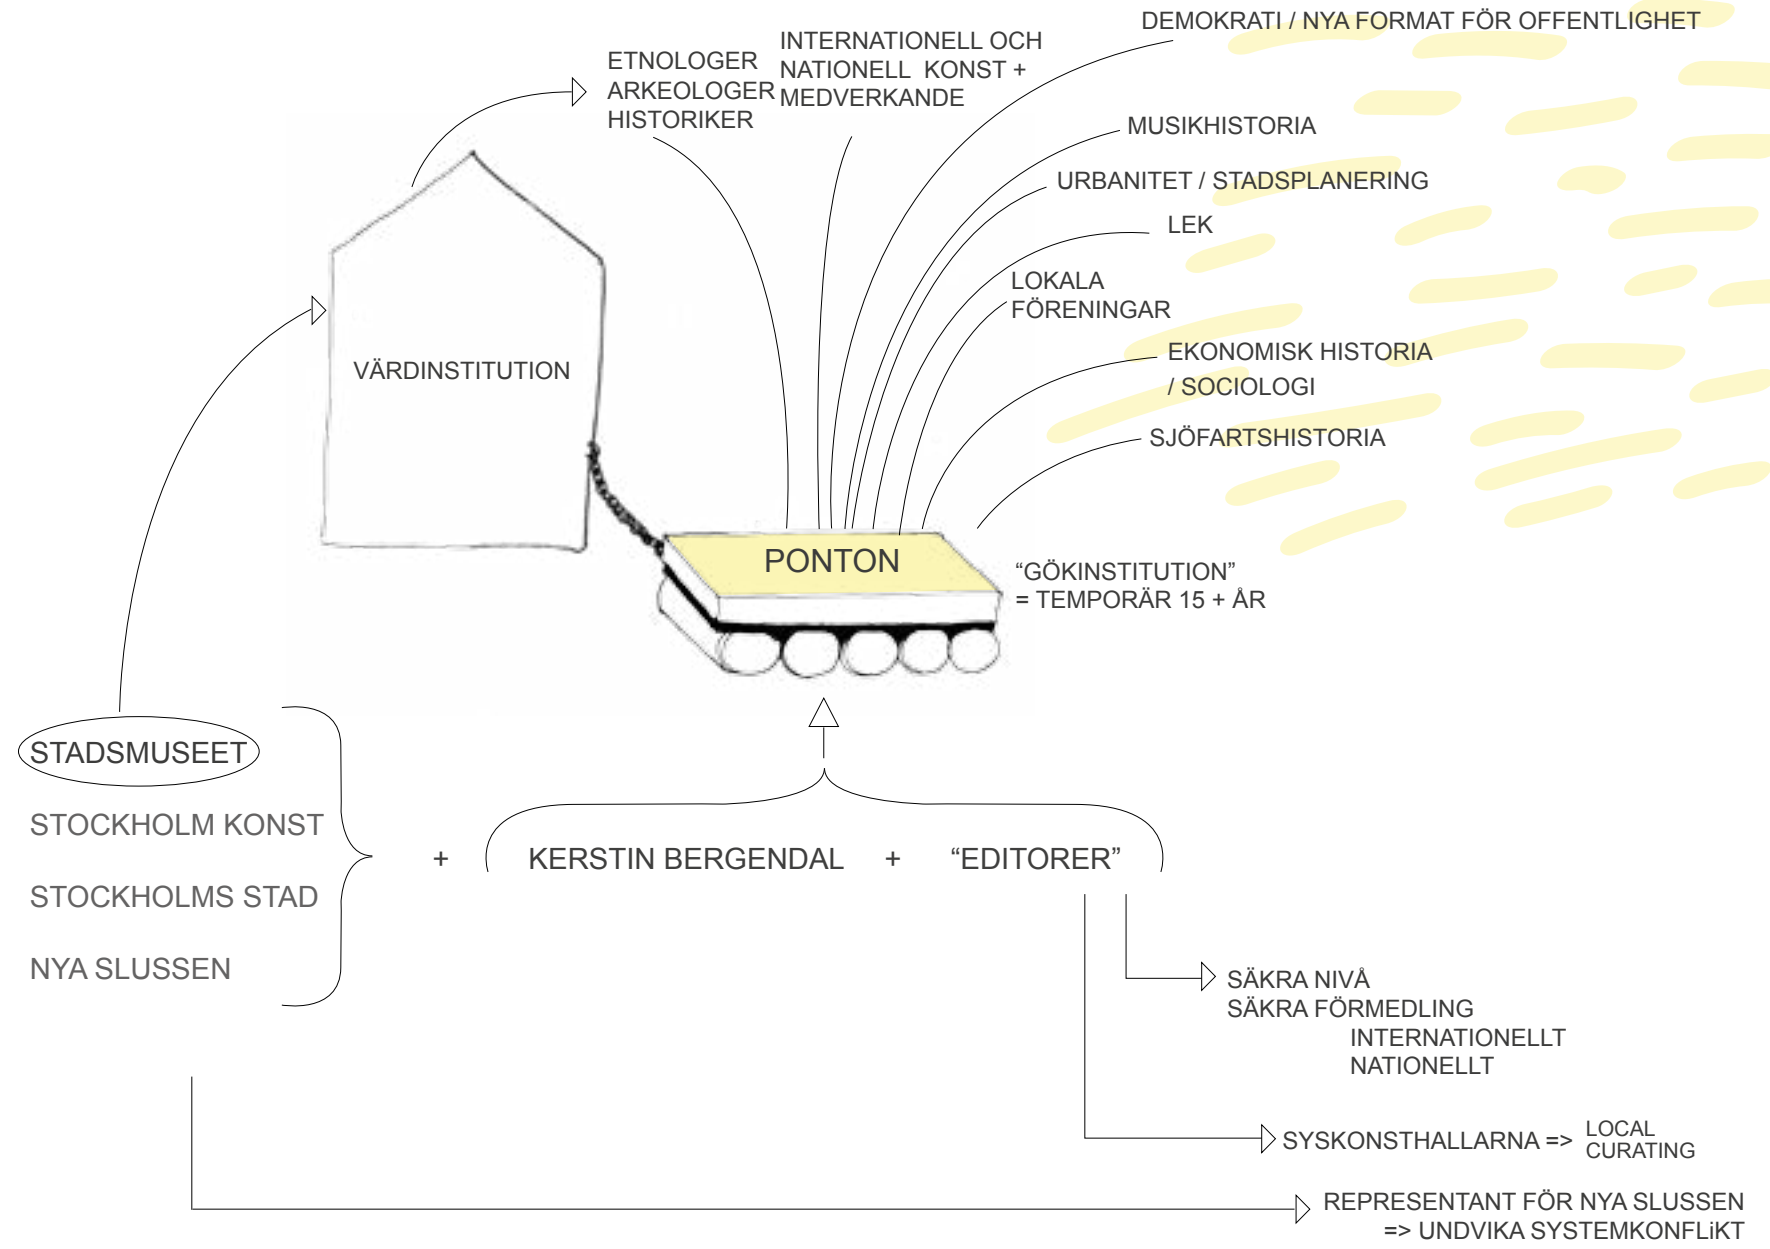 DEMOKRATI / NYA FORMAT FÖR OFFENTLIGHET
INTERNATIONELL OCH
NATIONELL KONST +
MEDVERKANDE
ETNOLOGER
ARKEOLOGER
HISTORIKER
MUSIKHISTORIA
URBANITET / STADSPLANERING
LEK
LOKALA
FÖRENINGAR
EKONOMISK HISTORIA
/ SOCIOLOGI
SJÖFARTSHISTORIA
VÄRDINSTITUTION
PONTON
“GÖKINSTITUTION”
= TEMPORÄR 15 + ÅR
STADSMUSEET
STOCKHOLM KONST
STOCKHOLMS STAD
NYA SLUSSEN
+
KERSTIN BERGENDAL + “EDITORER”
SÄKRA NIVÅ
SÄKRA FÖRMEDLING
INTERNATIONELLT
NATIONELLT
SYSKONSTHALLARNA => LOCAL
CURATING
REPRESENTANT FÖR NYA SLUSSEN
=> UNDVIKA SYSTEMKONFLiKT